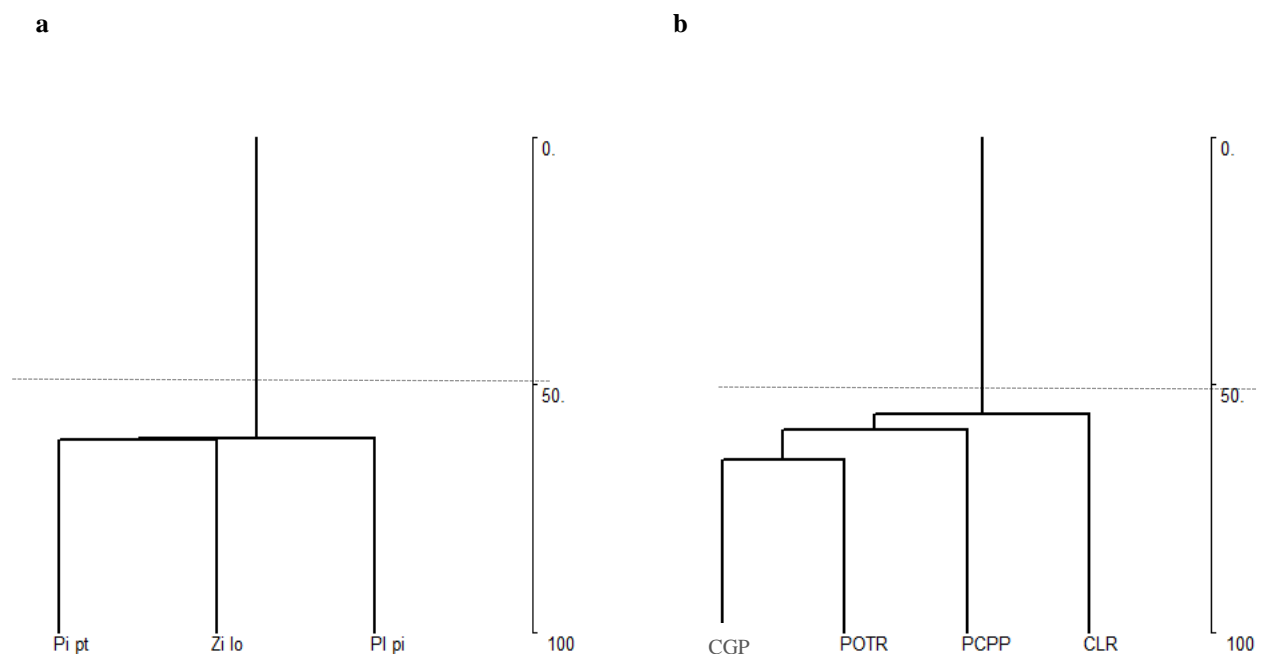 a
b
0.
0.
50.
50.
Pi pt Zi lo Pl pi 100
CGP POTR PCPP CLR 100